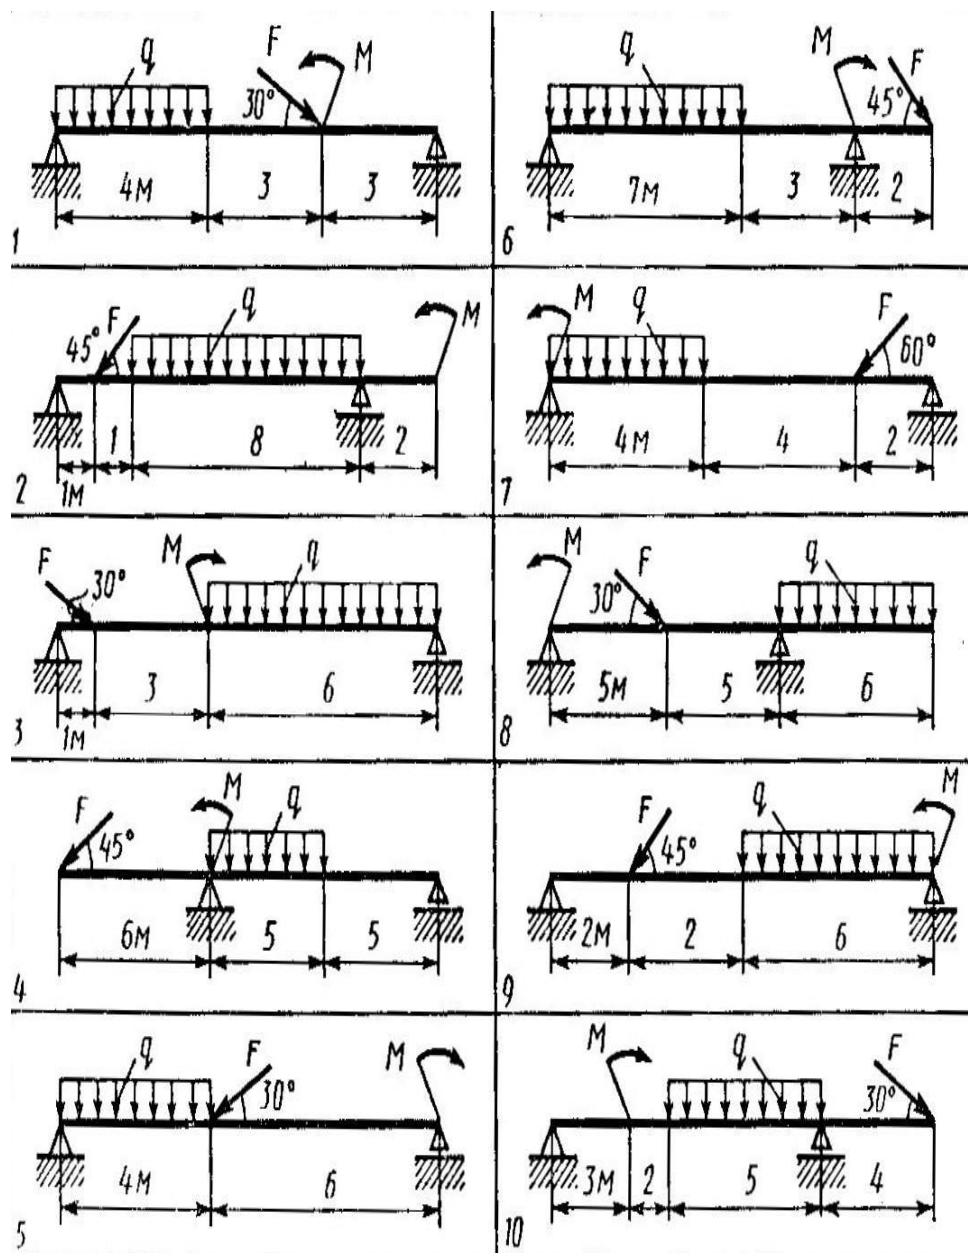 q F 30° M
4м 3 3
1
q M F 45°
7м 3 2
6
45° F q M
1м 1 8 2
2
M q F 60°
4м 4 2
7
F 30° M q
1м 3 6
3
M 30° F q
5м 5 6
8
F 45° M q
6м 5 5
4
F 45° q M
2м 2 6
9
q F 30° M
4м 6
5
M q F 30°
3м 2 5 4
10